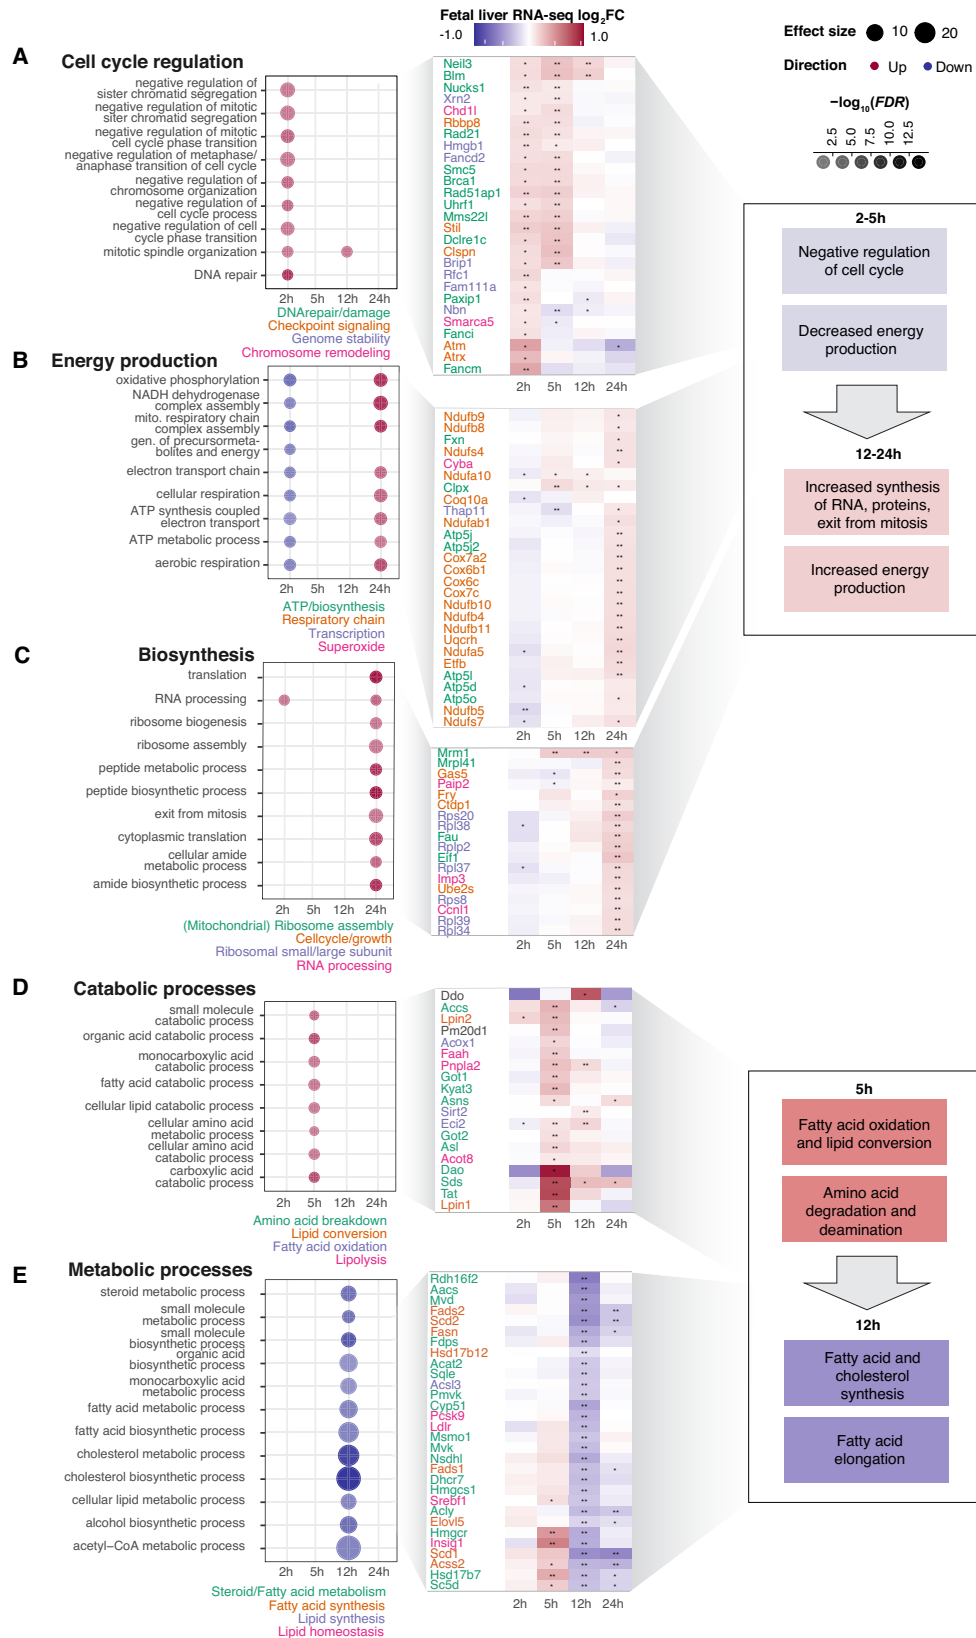 Fetal liver RNA-seq log2FC
-1.0
1.0
Effect size
10
20
Direction
Up
Down
−log10(FDR)
2.5
5.0
7.5
10.0
12.5
A
Cell cycle regulation
negative regulation of
sister chromatid segregation
negative regulation of mitotic
siter chromatid segregation
negative regulation of mitotic
cell cycle phase transition
negative regulation of metaphase/
anaphase transition of cell cycle
negative regulation of
chromosome organization
negative regulation of
cell cycle process
negative regulation of cell
cycle phase transition
mitotic spindle organization
DNA repair
2h 5h 12h 24h
DNArepair/damage
Checkpoint signaling
Genome stability
Chromosome remodeling
Neil3
Blm
Nucks1
Xrn2
Chd1l
Rbbp8
Rad21
Hmgb1
Fancd2
Smc5
Brca1
Rad51ap1
Uhrf1
Mms22l
Stil
Dclre1c
Clspn
Brip1
Rfc1
Fam111a
Paxip1
Nbn
Smarca5
Fanci
Atm
Atrx
Fancm
2h 5h 12h 24h
B
Energy production
oxidative phosphorylation
NADH dehydrogenase
complex assembly
mito. respiratory chain
complex assembly
gen. of precursormeta-
bolites and energy
electron transport chain
cellular respiration
ATP synthesis coupled
electron transport
ATP metabolic process
aerobic respiration
2h 5h 12h 24h
ATP/biosynthesis
Respiratory chain
Transcription
Superoxide
Ndufb9
Ndufb8
Fxn
Ndufs4
Cyba
Ndufa10
Clpx
Coq10a
Thap11
Ndufab1
Atp5j
Atp5j2
Cox7a2
Cox6b1
Cox6c
Cox7c
Ndufb10
Ndufb4
Ndufb11
Uqcrh
Ndufa5
Etfb
Atp5l
Atp5d
Atp5o
Ndufb5
Ndufs7
2h 5h 12h 24h
C
Biosynthesis
translation
RNA processing
ribosome biogenesis
ribosome assembly
peptide metabolic process
peptide biosynthetic process
exit from mitosis
cytoplasmic translation
cellular amide
metabolic process
amide biosynthetic process
2h 5h 12h 24h
(Mitochondrial) Ribosome assembly
Cellcycle/growth
Ribosomal small/large subunit
RNA processing
Mrm1
Mrpl41
Gas5
Paip2
Fry
Ctdp1
Rps20
Rpl38
Fau
Rplp2
Eif1
Rpl37
Imp3
Ube2s
Rps8
Ccnl1
Rpl39
Rpl34
2h 5h 12h 24h
2-5h
Negative regulation
of cell cycle
Decreased energy
production
12-24h
Increased synthesis
of RNA, proteins,
exit from mitosis
Increased energy
production
D
Catabolic processes
small molecule
catabolic process
organic acid catabolic process
monocarboxylic acid
catabolic process
fatty acid catabolic process
cellular lipid catabolic process
cellular amino acid
metabolic process
cellular amino acid
catabolic process
carboxylic acid
catabolic process
2h 5h 12h 24h
Amino acid breakdown
Lipid conversion
Fatty acid oxidation
Lipolysis
Ddo
Accs
Lpin2
Pm20d1
Acox1
Faah
Pnpla2
Got1
Kyat3
Asns
Sirt2
Eci2
Got2
Asl
Acot8
Dao
Sds
Tat
Lpin1
2h 5h 12h 24h
E
Metabolic processes
steroid metabolic process
small molecule
metabolic process
small molecule
biosynthetic process
organic acid
biosynthetic process
monocarboxylic acid
metabolic process
fatty acid metabolic process
fatty acid biosynthetic process
cholesterol metabolic process
cholesterol biosynthetic process
cellular lipid metabolic process
alcohol biosynthetic process
acetyl−CoA metabolic process
2h 5h 12h 24h
Steroid/Fatty acid metabolism
Fatty acid synthesis
Lipid synthesis
Lipid homeostasis
Rdh16f2
Aacs
Mvd
Fads2
Scd2
Fasn
Fdps
Hsd17b12
Acat2
Sqle
Acsl3
Pmvk
Cyp51
Pcsk9
Ldlr
Msmo1
Mvk
Nsdhl
Fads1
Dhcr7
Hmgcs1
Srebf1
Acly
Elovl5
Hmgcr
Insig1
Scd1
Acss2
Hsd17b7
Sc5d
2h 5h 12h 24h
5h
Fatty acid oxidation
and lipid conversion
Amino acid
degradation and
deamination
12h
Fatty acid and
cholesterol
synthesis
Fatty acid
elongation